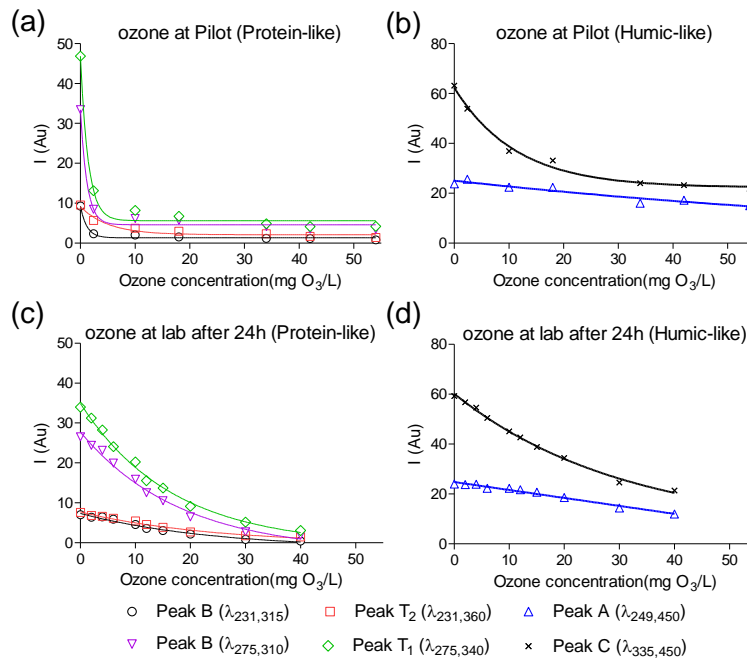 (a)
ozone at Pilot (Protein-like)
50
40
30
20
10
0
I (Au)
0 10 20 30 40 50
Ozone concentration(mg O₃/L)
(b)
ozone at Pilot (Humic-like)
80
60
40
20
0
I (Au)
0 10 20 30 40 50
Ozone concentration(mg O₃/L)
(c)
ozone at lab after 24h (Protein-like)
50
40
30
20
10
0
I (Au)
0 10 20 30 40 50
Ozone concentration(mg O₃/L)
(d)
ozone at lab after 24h (Humic-like)
80
60
40
20
0
I (Au)
0 10 20 30 40 50
Ozone concentration(mg O₃/L)
Peak B (λ231,315) Peak T₂ (λ231,360) Peak A (λ249,450)
Peak B (λ275,310) Peak T₁ (λ275,340) Peak C (λ335,450)